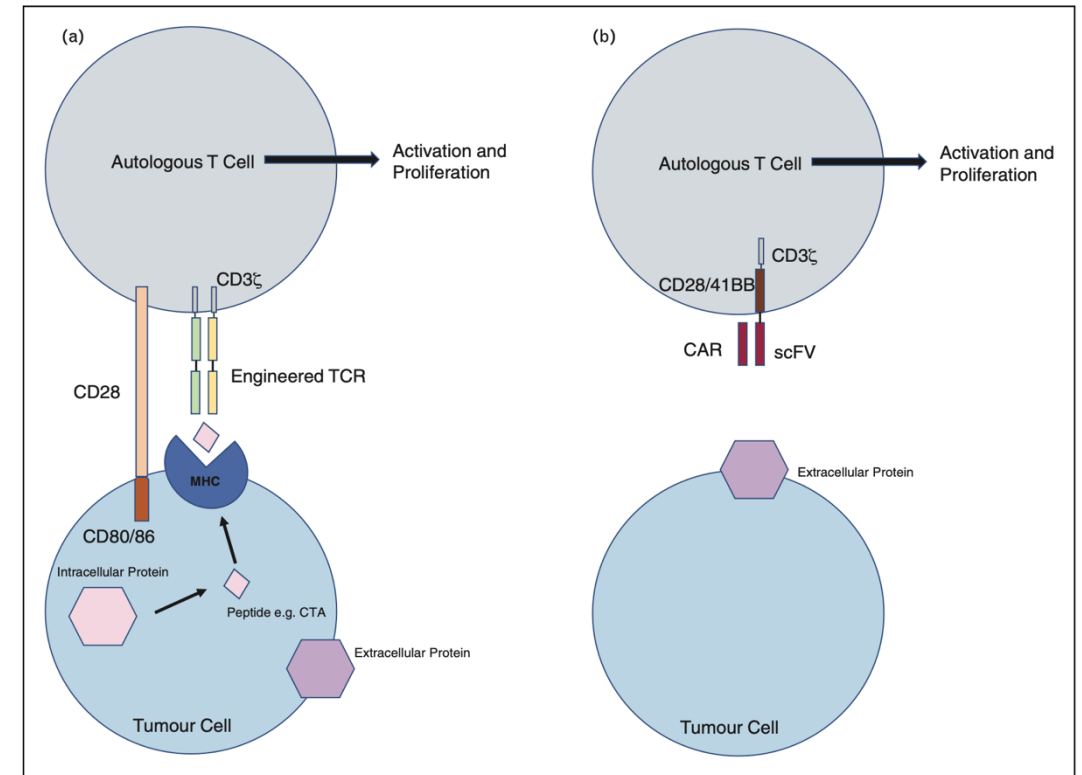 (a)
Autologous T Cell
Activation and
Proliferation
CD3ζ
CD28
Engineered TCR
MHC
CD80/86
Intracellular Protein
Peptide e.g. CTA
Extracellular Protein
Tumour Cell
(b)
Autologous T Cell
Activation and
Proliferation
CD3ζ
CD28/41BB
CAR
scFV
Extracellular Protein
Tumour Cell